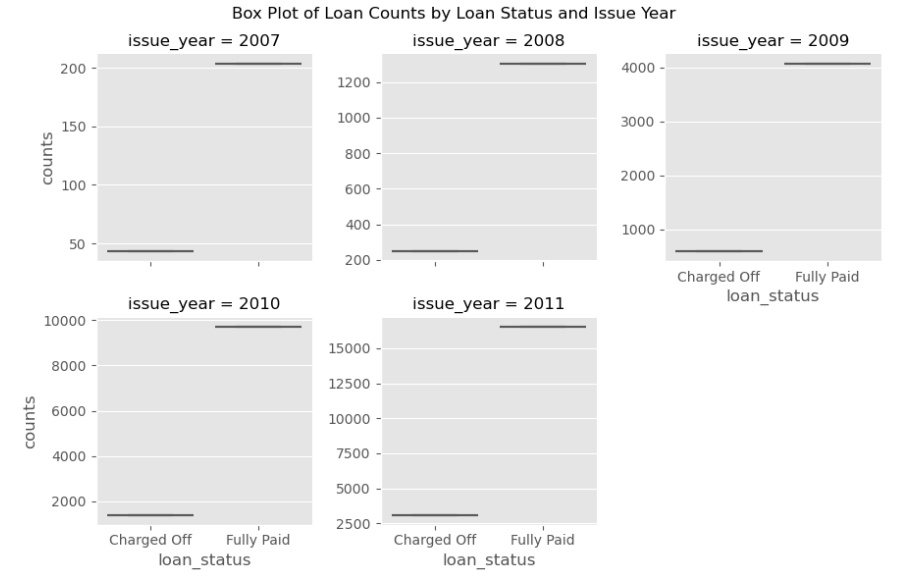 Box Plot of Loan Counts by Loan Status and Issue Year
issue_year = 2007
200
150
100
50
counts
issue_year = 2008
1200
1000
800
600
400
200
issue_year = 2009
4000
3000
2000
1000
Charged Off Fully Paid
loan_status
issue_year = 2010
10000
8000
6000
4000
2000
counts
Charged Off Fully Paid
loan_status
issue_year = 2011
15000
12500
10000
7500
5000
2500
Charged Off Fully Paid
loan_status